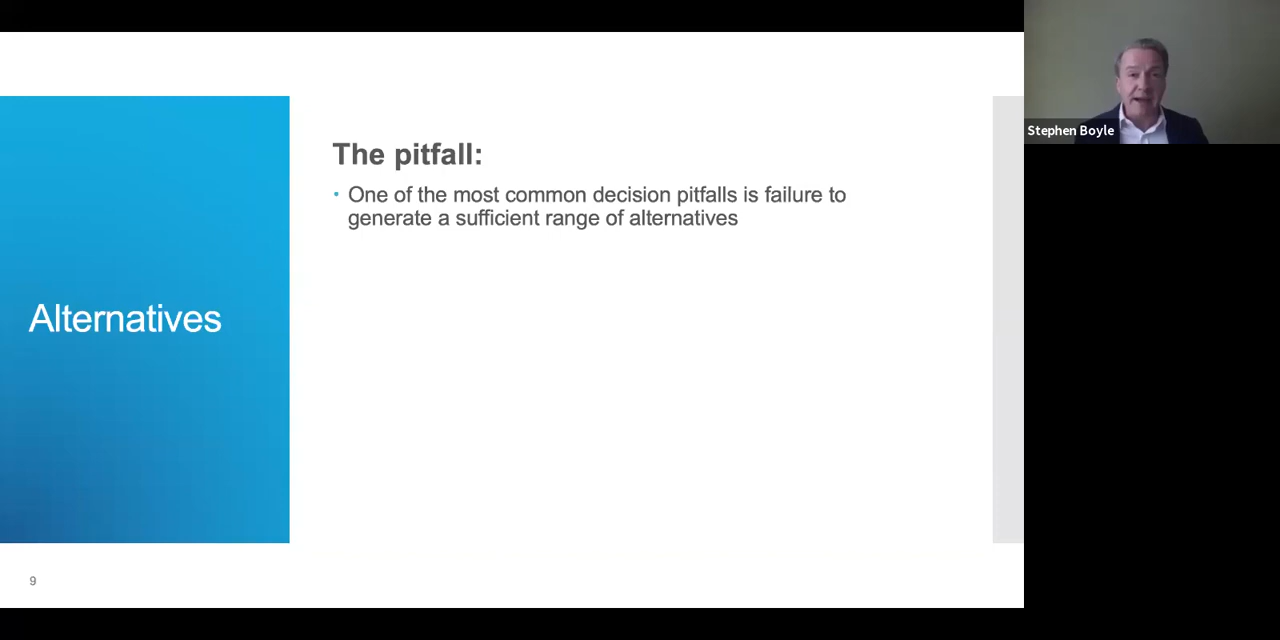 Stephen Boyle
Alternatives
The pitfall:
One of the most common decision pitfalls is failure to
generate a sufficient range of alternatives
9